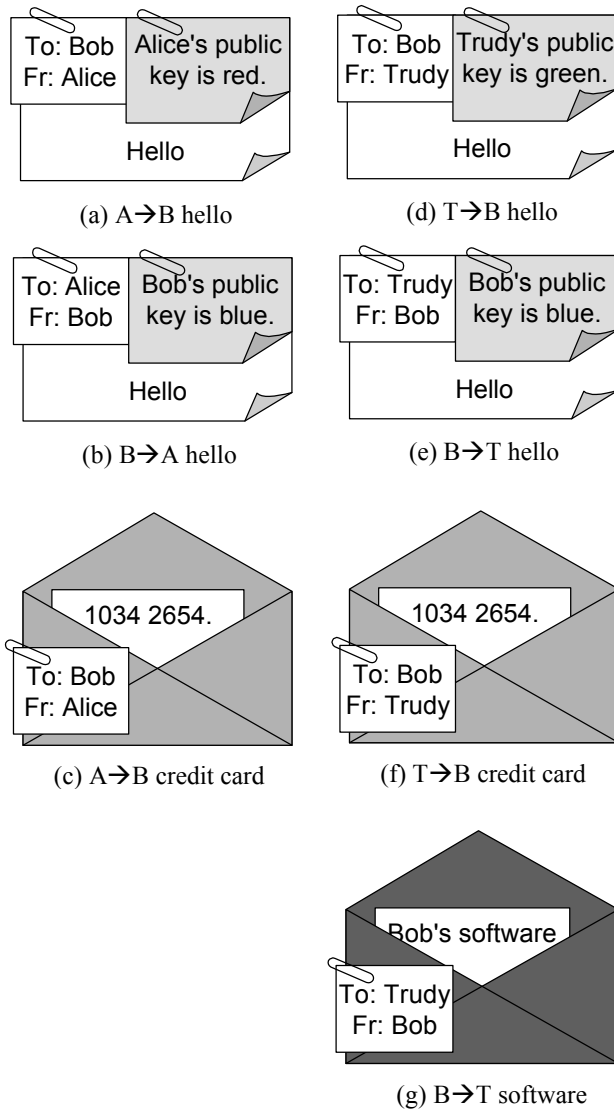 To: Bob
Fr: Alice
Alice's public
key is red.
Hello
(a) A→B hello
To: Bob
Fr: Trudy
Trudy's public
key is green.
Hello
(d) T→B hello
To: Alice
Fr: Bob
Bob's public
key is blue.
Hello
(b) B→A hello
To: Trudy
Fr: Bob
Bob's public
key is blue.
Hello
(e) B→T hello
1034 2654.
To: Bob
Fr: Alice
(c) A→B credit card
1034 2654.
To: Bob
Fr: Trudy
(f) T→B credit card
Bob's software
To: Trudy
Fr: Bob
(g) B→T software